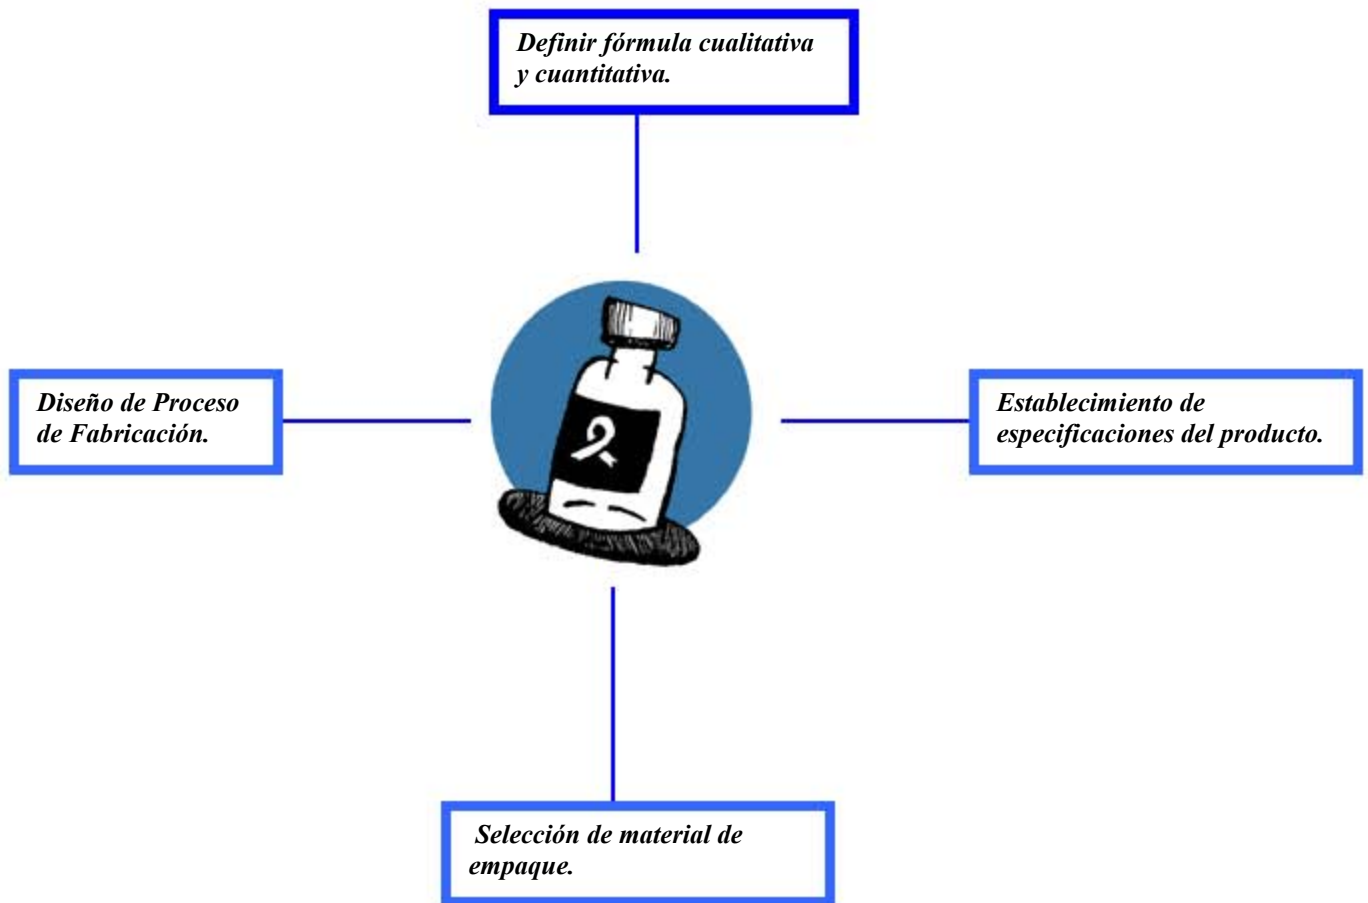 Definir fórmula cualitativa
y cuantitativa.
Diseño de Proceso
de Fabricación.
Establecimiento de
especificaciones del producto.
Selección de material de
empaque.